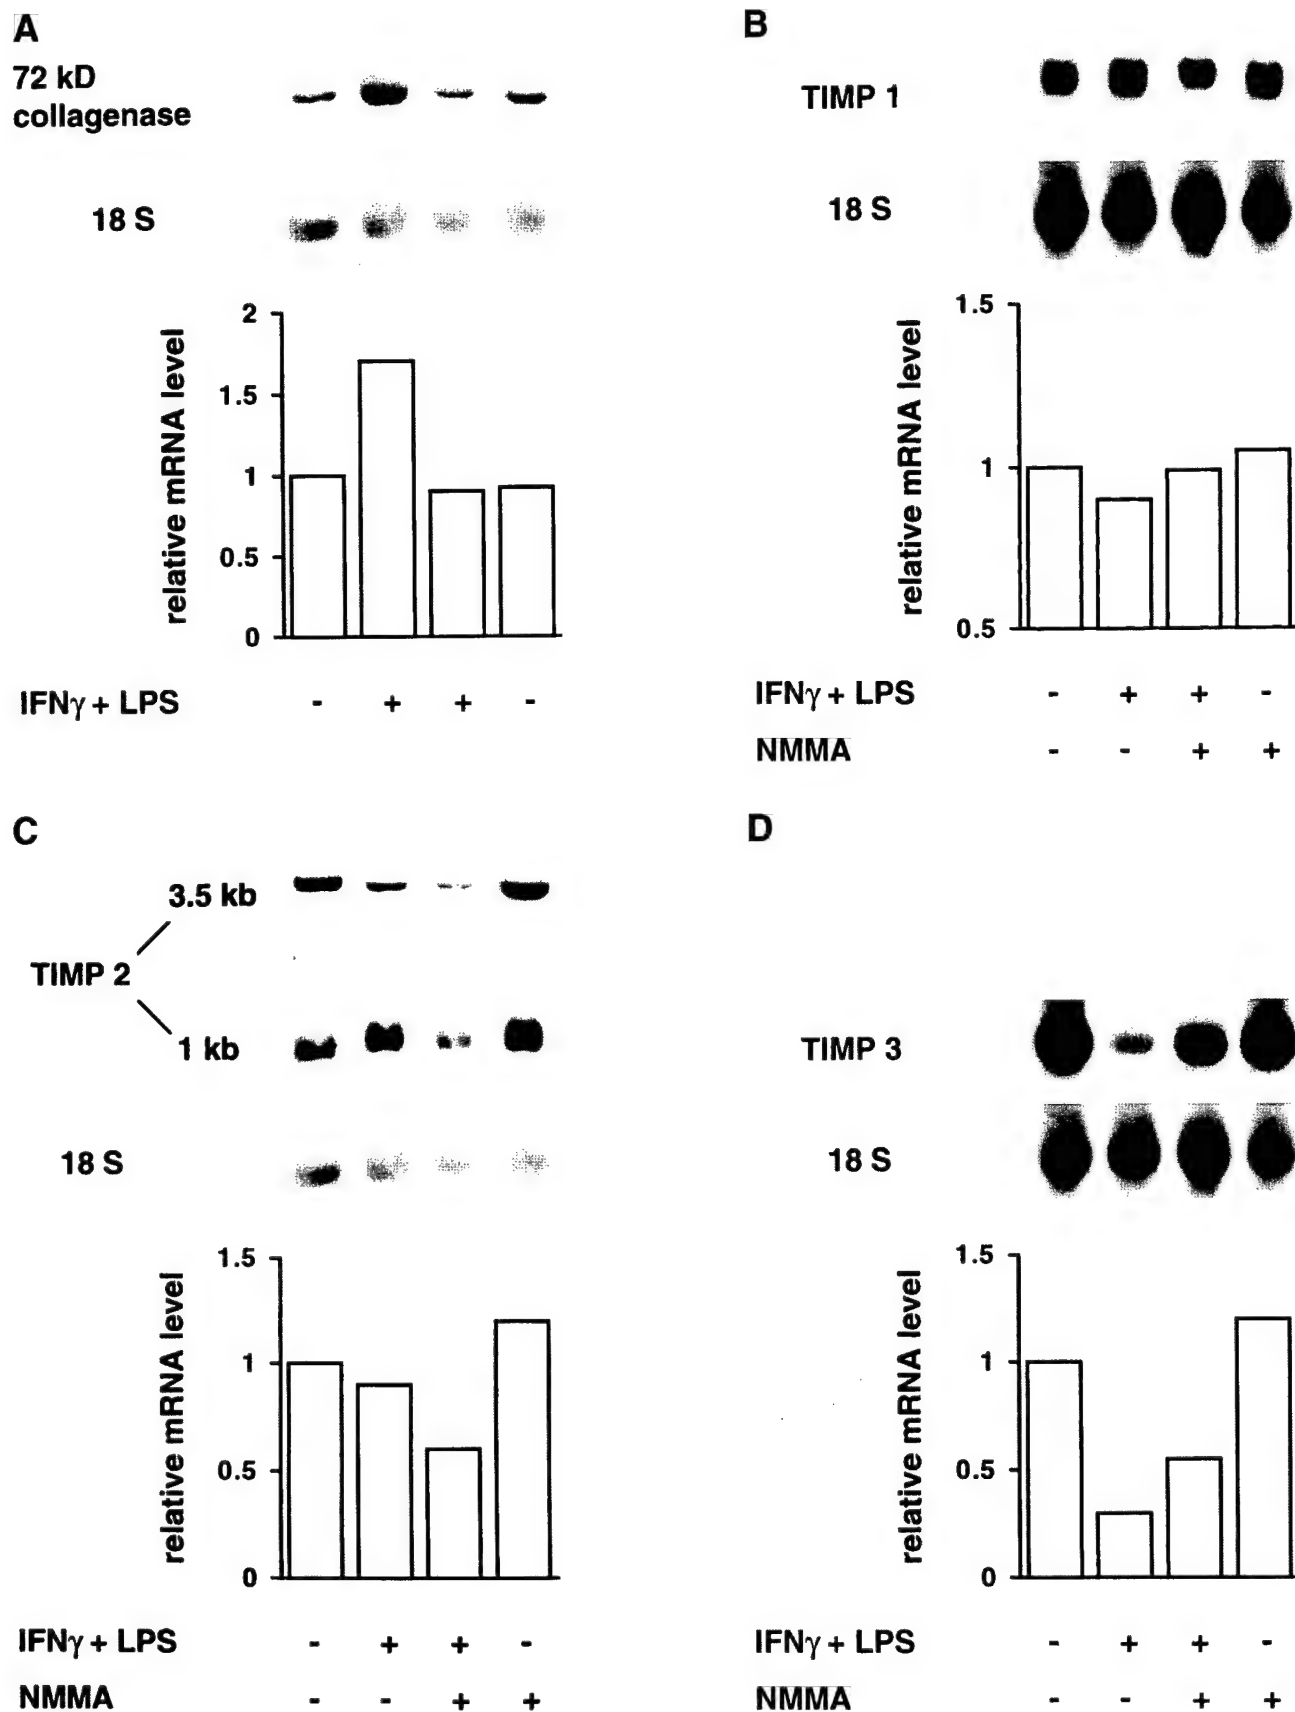 A
72 kD
collagenase
18 S
relative mRNA level
2
1.5
1
0.5
0
IFNγ + LPS
- + + -
B
TIMP 1
18 S
relative mRNA level
1.5
1
0.5
IFNγ + LPS
- + + -
NMMA
- - + +
C
3.5 kb
TIMP 2
1 kb
18 S
relative mRNA level
1.5
1
0.5
0
IFNγ + LPS
- + + -
NMMA
- - + +
D
TIMP 3
18 S
relative mRNA level
1.5
1
0.5
0
IFNγ + LPS
- + + -
NMMA
- - + +